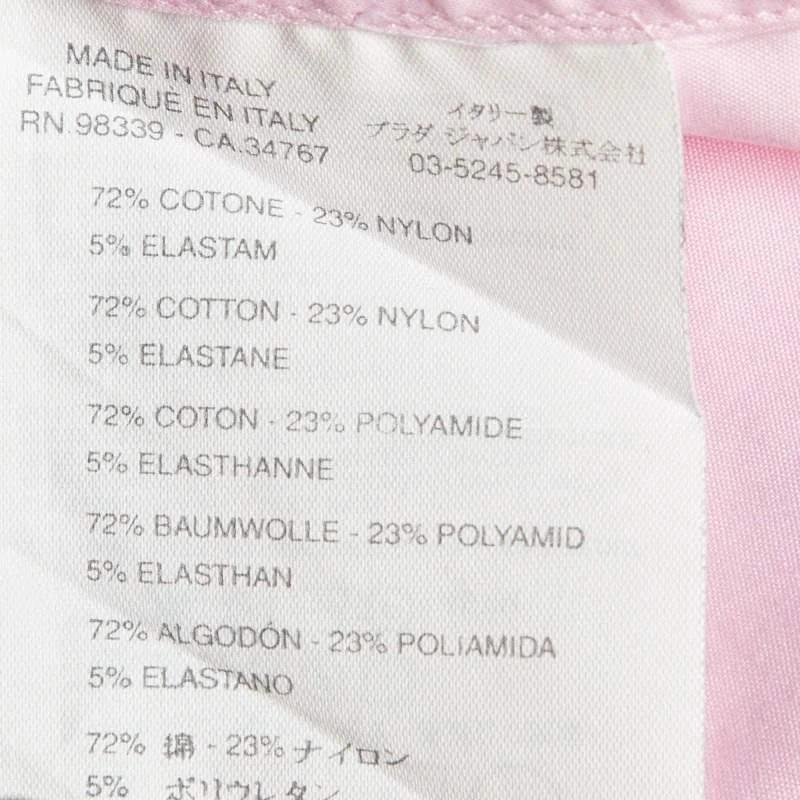 MADE IN ITALY
FABRIQUE EN ITALY
RN.98339 - CA.34767
イタリー製
プラダ ジャパン株式会社
03-5245-8581
72% COTONE - 23% NYLON
5% ELASTAM
72% COTTON - 23% NYLON
5% ELASTANE
72% COTON - 23% POLYAMIDE
5% ELASTHANNE
72% BAUMWOLLE - 23% POLYAMID
5% ELASTHAN
72% ALGODÓN - 23% POLIAMIDA
5% ELASTANO
72% 綿 - 23% ナイロン
5% ポリウレタン